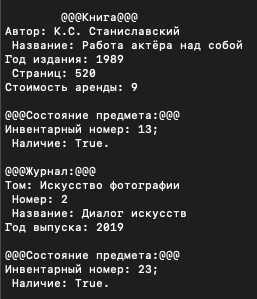 @@@Книга@@@
Автор: К.С. Станиславский
Название: Работа актёра над собой
Год издания: 1989
Страниц: 520
Стоимость аренды: 9
@@@Состояние предмета:@@@
Инвентарный номер: 13;
Наличие: True.
@@@Журнал:@@@
Том: Искусство фотографии
Номер: 2
Название: Диалог искусств
Год выпуска: 2019
@@@Состояние предмета:@@@
Инвентарный номер: 23;
Наличие: True.